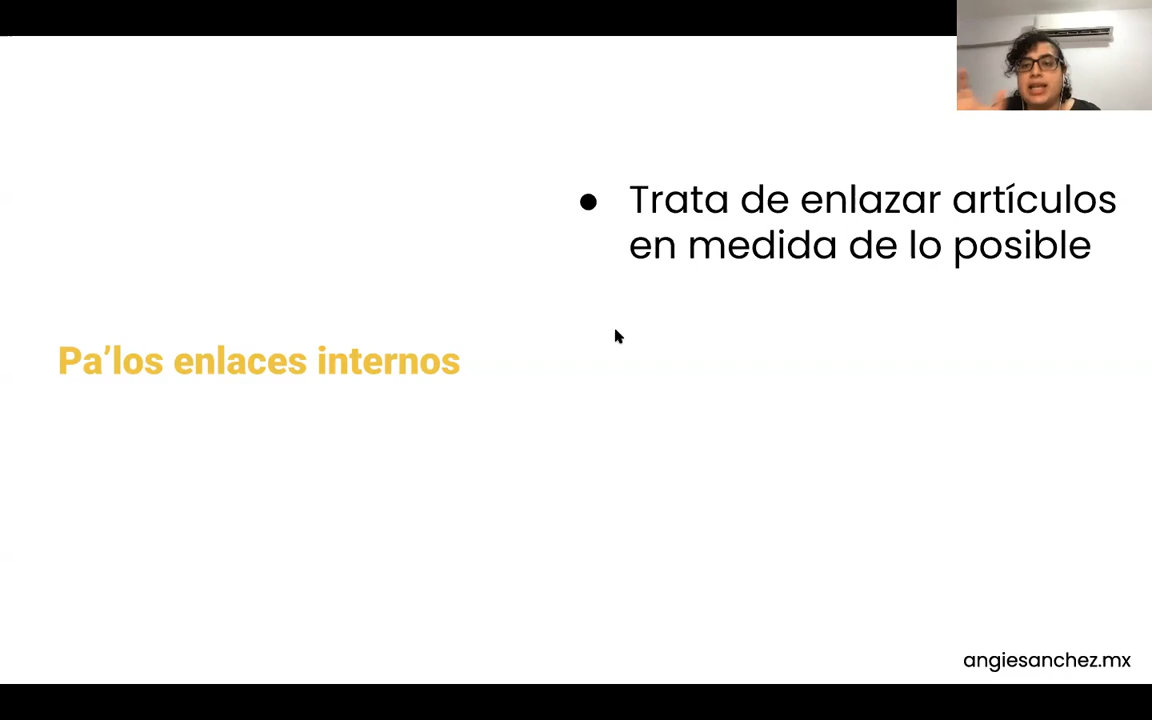 Pa’los enlaces internos
● Trata de enlazar artículos
en medida de lo posible
angiesanchez.mx